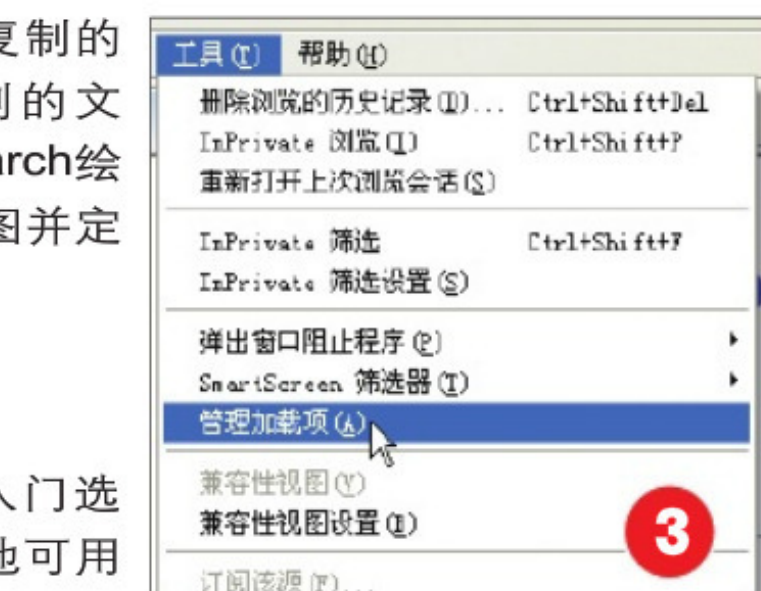 复制的
的文
arch绘
图并定
门选
可用
工具(T) 帮助(H)
删除浏览的历史记录(D)... Ctrl+Shift+Del
InPrivate 浏览(I) Ctrl+Shift+P
重新打开上次浏览会话(S)
InPrivate 筛选 Ctrl+Shift+F
InPrivate 筛选设置(S)
弹出窗口阻止程序(P)
SmartScreen 筛选器(T)
管理加载项(A)
兼容性视图(V)
兼容性视图设置(I)
3
订阅该源(F)...